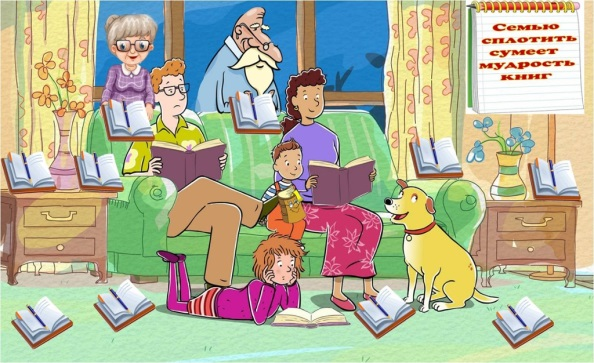 Семью
сплотить
сумеет
мудрость
книг